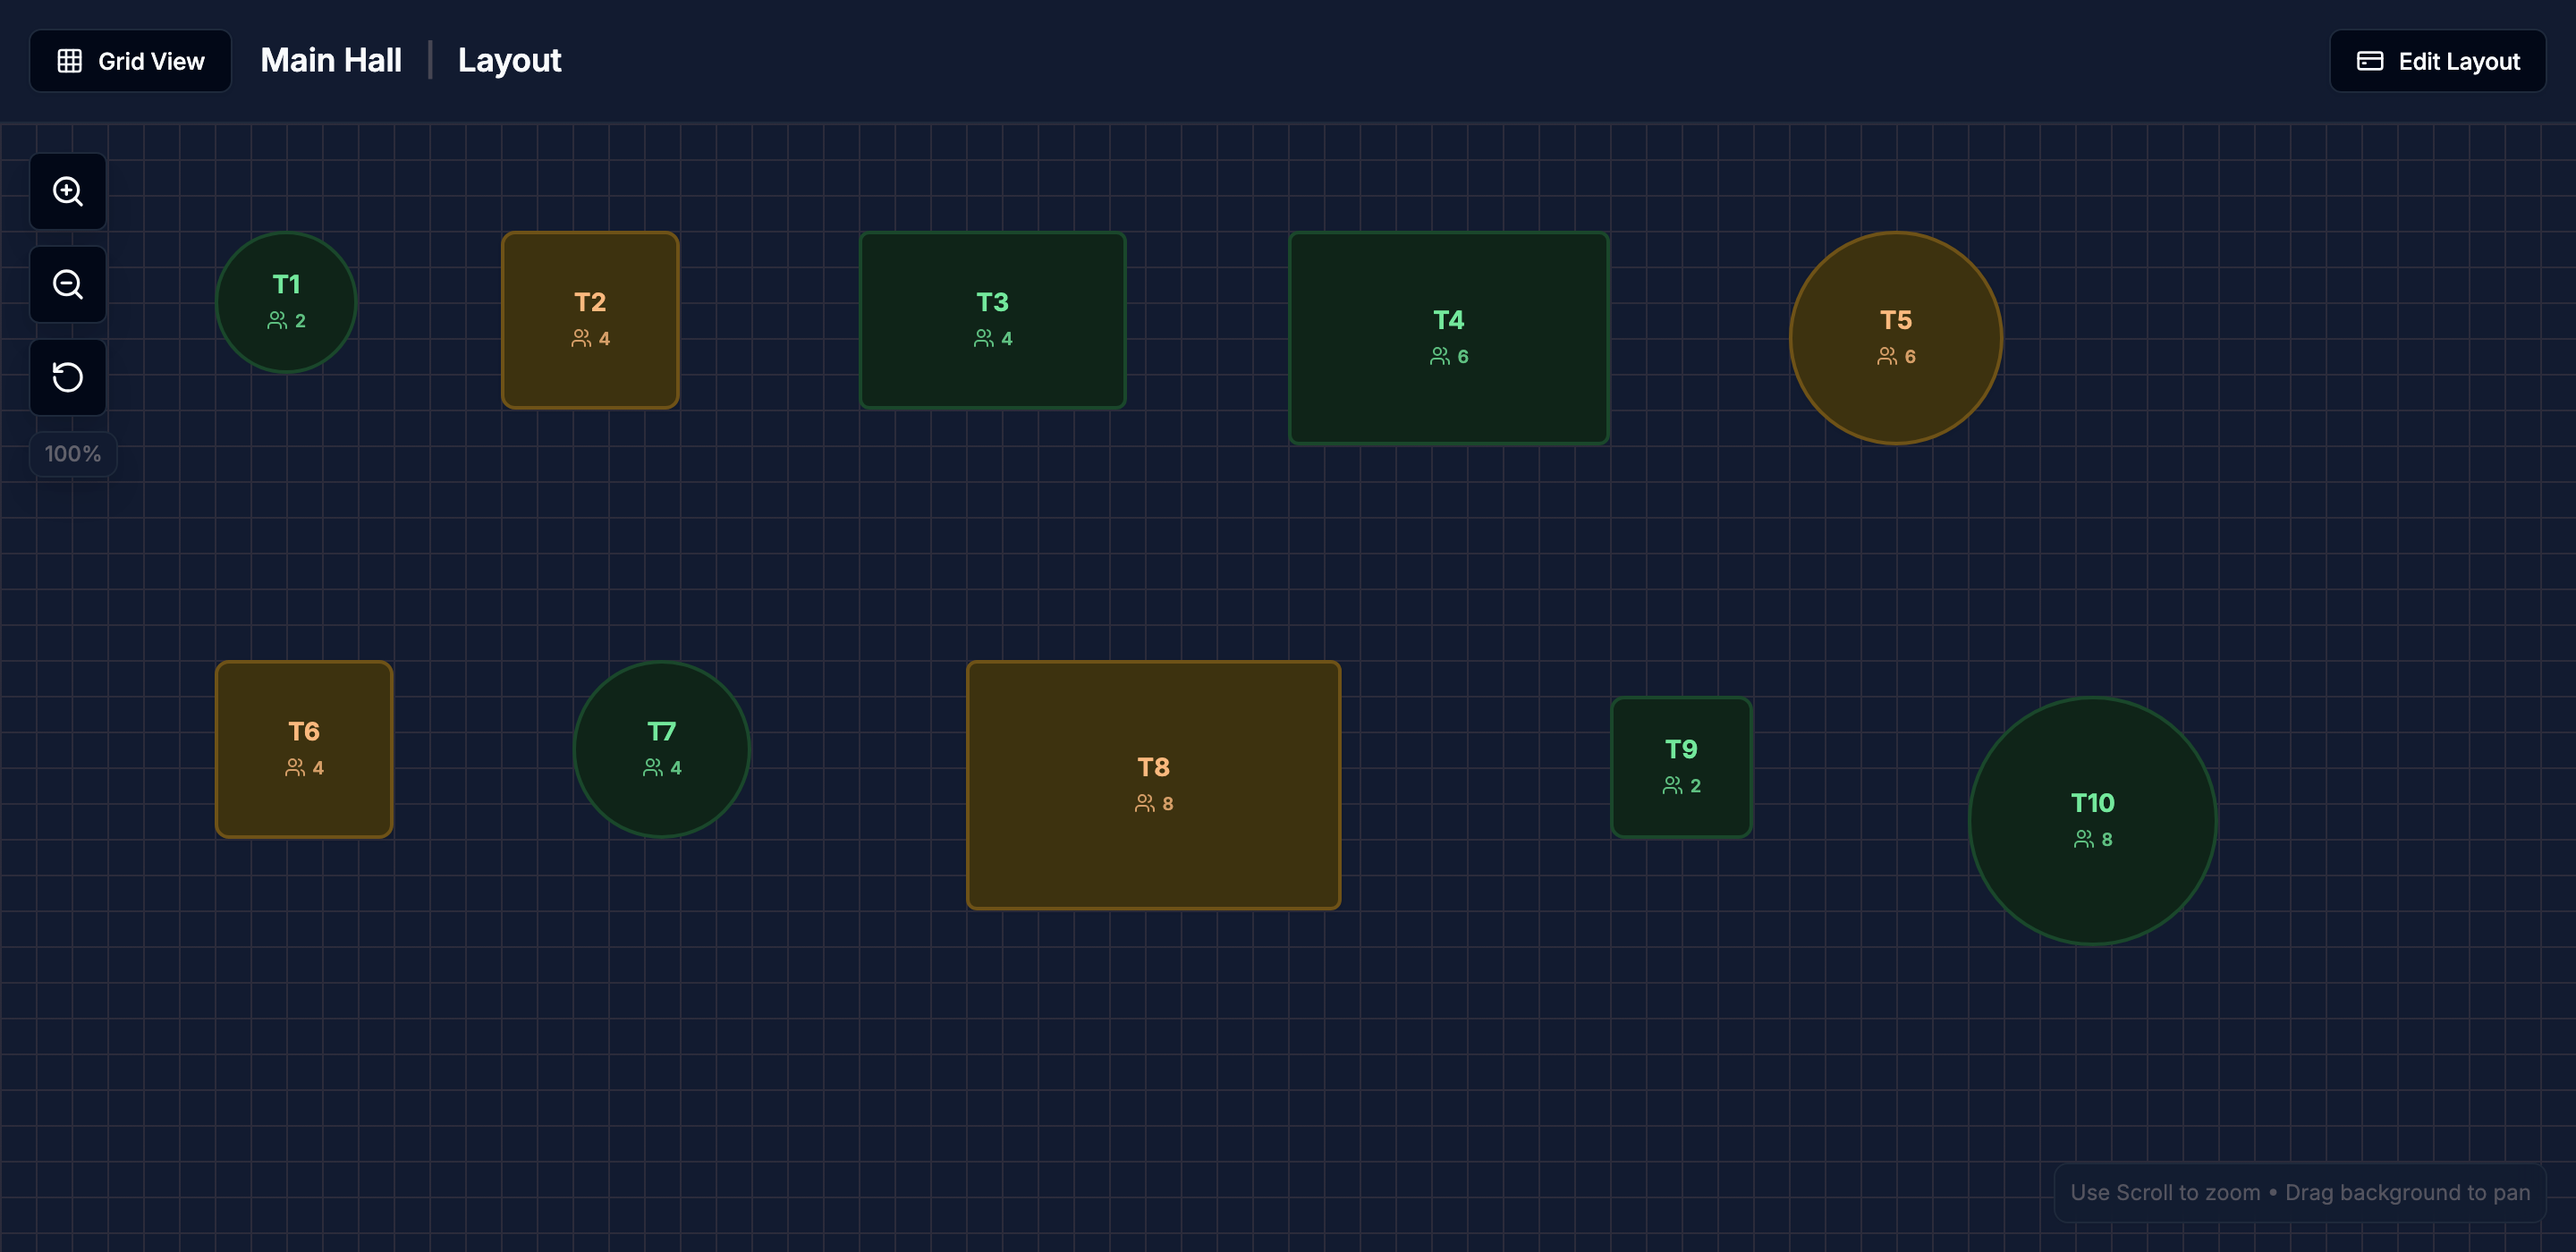 Grid View
Main Hall
Layout
Edit Layout
T1
2
T2
4
T3
4
T4
6
T5
6
100%
T6
4
T7
4
T8
8
T9
2
T10
8
Use Scroll to zoom • Drag background to pan